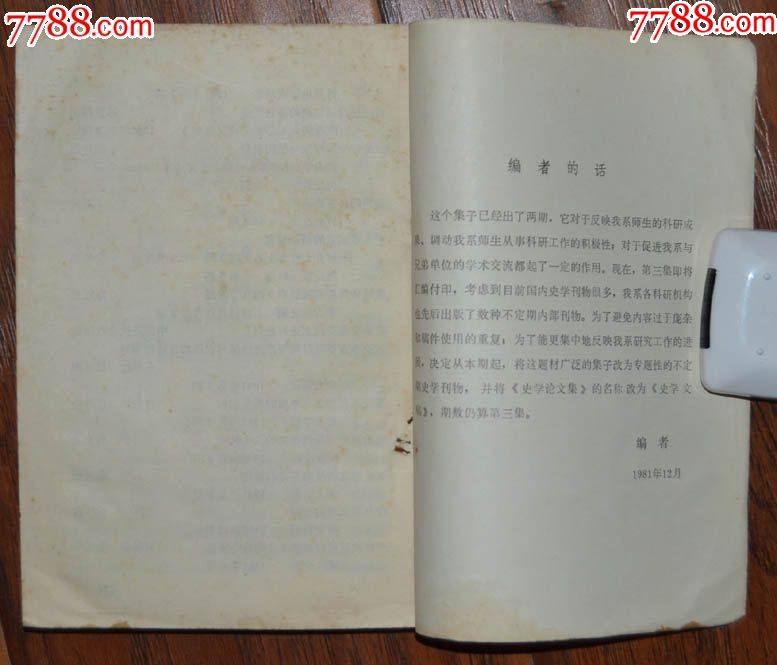 7788.com
7788.com
编者的话
这个集子已经出了两期。它对于反映我系师生的科研成
果、调动我系师生从事科研工作的积极性；对于促进我系与
兄弟单位的学术交流都起了一定的作用。现在，第三集即将
汇编付印，考虑到目前国内史学刊物很多，我系各科研机构
也先后出版了数种不定期内部刊物。为了避免内容过于庞杂
和稿件使用的重复；为了能更集中地反映我系研究工作的进
，决定从本期起，将这题材广泛的集子改为专题性的不定
期史学刊物，并将《史学论文集》的名称改为《史学文
稿》，期数仍算第三集。
编者
1981年12月